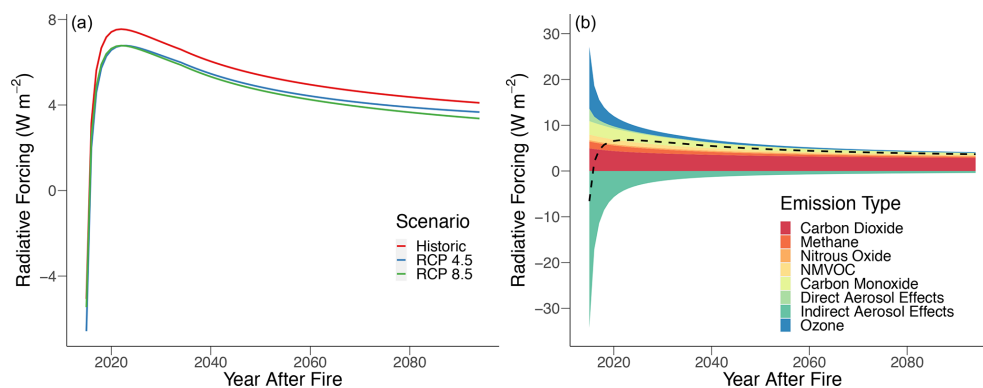 (a)
8
4
0
−4
Radiative Forcing (W m−2)
2020 2040 2060 2080
Year After Fire
Scenario
Historic
RCP 4.5
RCP 8.5
(b)
30
20
10
0
−10
−20
−30
Radiative Forcing (W m−2)
2020 2040 2060 2080
Year After Fire
Emission Type
Carbon Dioxide
Methane
Nitrous Oxide
NMVOC
Carbon Monoxide
Direct Aerosol Effects
Indirect Aerosol Effects
Ozone